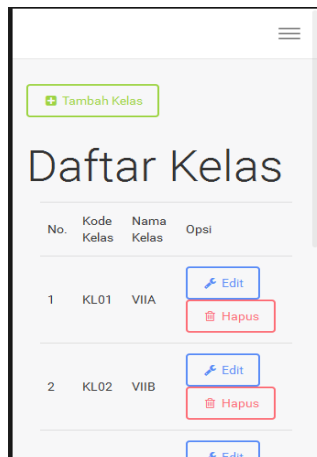 Tambah Kelas
Daftar Kelas
No. Kode Kelas Nama Kelas Opsi
1 KL01 VIIA Edit
Hapus
2 KL02 VIIB Edit
Hapus
Edit